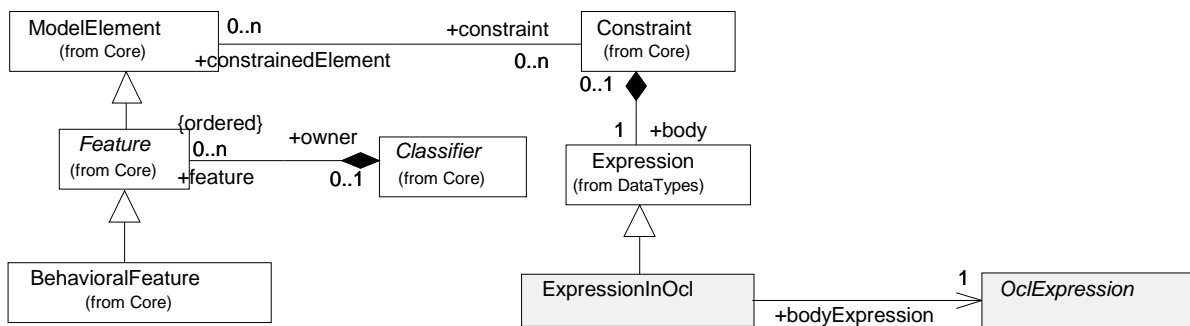 ModelElement
(from Core)
0..n
+constrainedElement
+constraint
0..n
Constraint
(from Core)
0..1
1
+body
{ordered}
Feature
(from Core)
0..n
+feature
+owner
0..1
Classifier
(from Core)
Expression
(from DataTypes)
BehavioralFeature
(from Core)
ExpressionInOcl
1
+bodyExpression
OclExpression